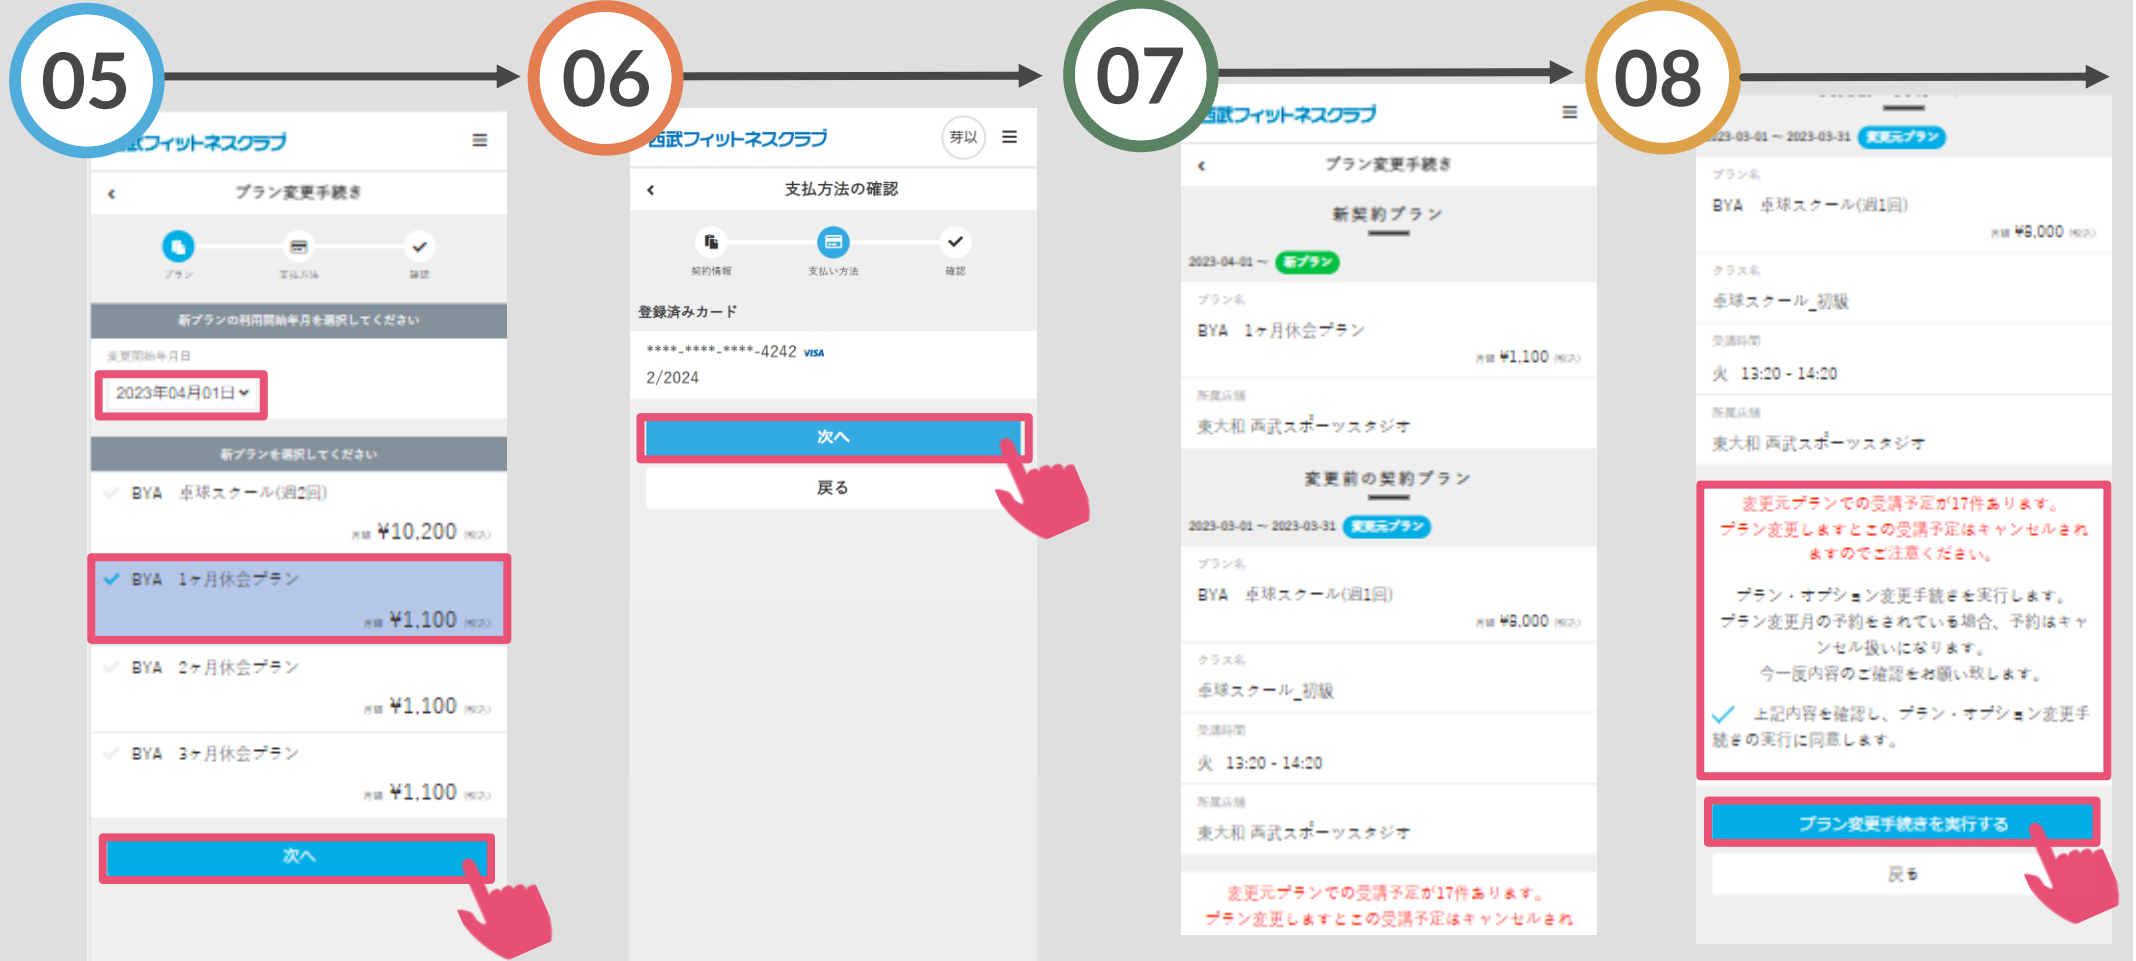 05
武フィットネスクラブ
プラン変更手続き
プラン
支払方法
確認
新プランの利用開始年月を選択してください
変更開始年月日
2023年04月01日
新プランを選択してください
BYA 卓球スクール(週2回)
月額 ¥10,200 (税込)
BYA 1ヶ月休会プラン
月額 ¥1,100 (税込)
BYA 2ヶ月休会プラン
月額 ¥1,100 (税込)
BYA 3ヶ月休会プラン
月額 ¥1,100 (税込)
次へ
06
西武フィットネスクラブ
芽以
支払方法の確認
契約情報
支払い方法
確認
登録済みカード
****-****-****-4242 VISA
2/2024
次へ
戻る
07
西武フィットネスクラブ
プラン変更手続き
新契約プラン
2023-04-01 ~ 新プラン
プラン名
BYA 1ヶ月休会プラン
月額 ¥1,100 (税込)
所属店舗
東大和 西武スポーツスタジオ
変更前の契約プラン
2023-03-01 ~ 2023-03-31 変更元プラン
プラン名
BYA 卓球スクール(週1回)
月額 ¥8,000 (税込)
クラス名
卓球スクール_初級
受講時間
火 13:20 - 14:20
所属店舗
東大和 西武スポーツスタジオ
変更元プランでの受講予定が17件あります。
プラン変更しますとこの受講予定はキャンセルされ
08
23-03-01 ~ 2023-03-31 変更元プラン
プラン名
BYA 卓球スクール(週1回)
月額 ¥8,000 (税込)
クラス名
卓球スクール_初級
受講時間
火 13:20 - 14:20
所属店舗
東大和 西武スポーツスタジオ
変更元プランでの受講予定が17件あります。
プラン変更しますとこの受講予定はキャンセルされ
ますのでご注意ください。
プラン・オプション変更手続きを実行します。
プラン変更月の予約をされている場合、予約はキャ
ンセル扱いになります。
今一度内容のご確認をお願い致します。
上記内容を確認し、プラン・オプション変更手
続きの実行に同意します。
プラン変更手続きを実行する
戻る